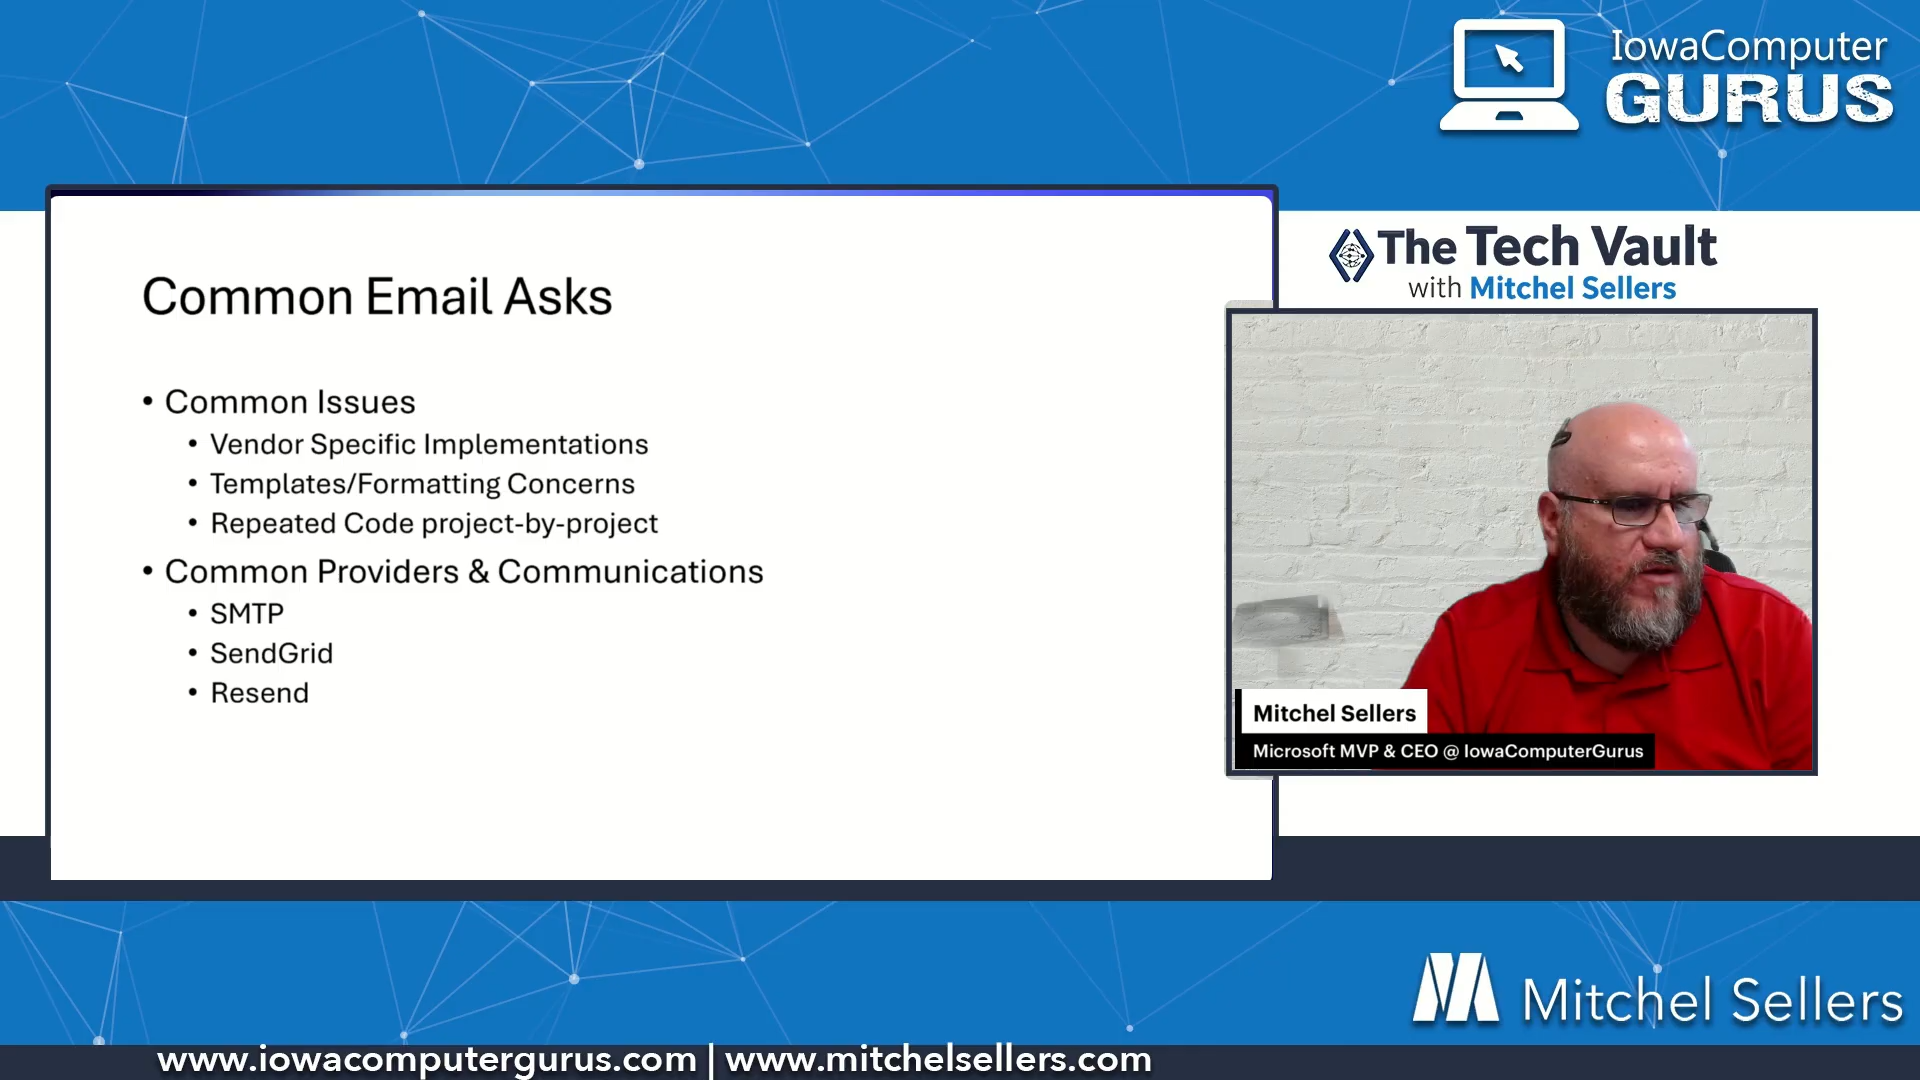 IowaComputer
GURUS
The Tech Vault
with Mitchel Sellers
Common Email Asks
• Common Issues
• Vendor Specific Implementations
• Templates/Formatting Concerns
• Repeated Code project-by-project
• Common Providers & Communications
• SMTP
• SendGrid
• Resend
Mitchel Sellers
Microsoft MVP & CEO @ IowaComputerGurus
Mitchel Sellers
www.iowacomputergurus.com | www.mitchelsellers.com